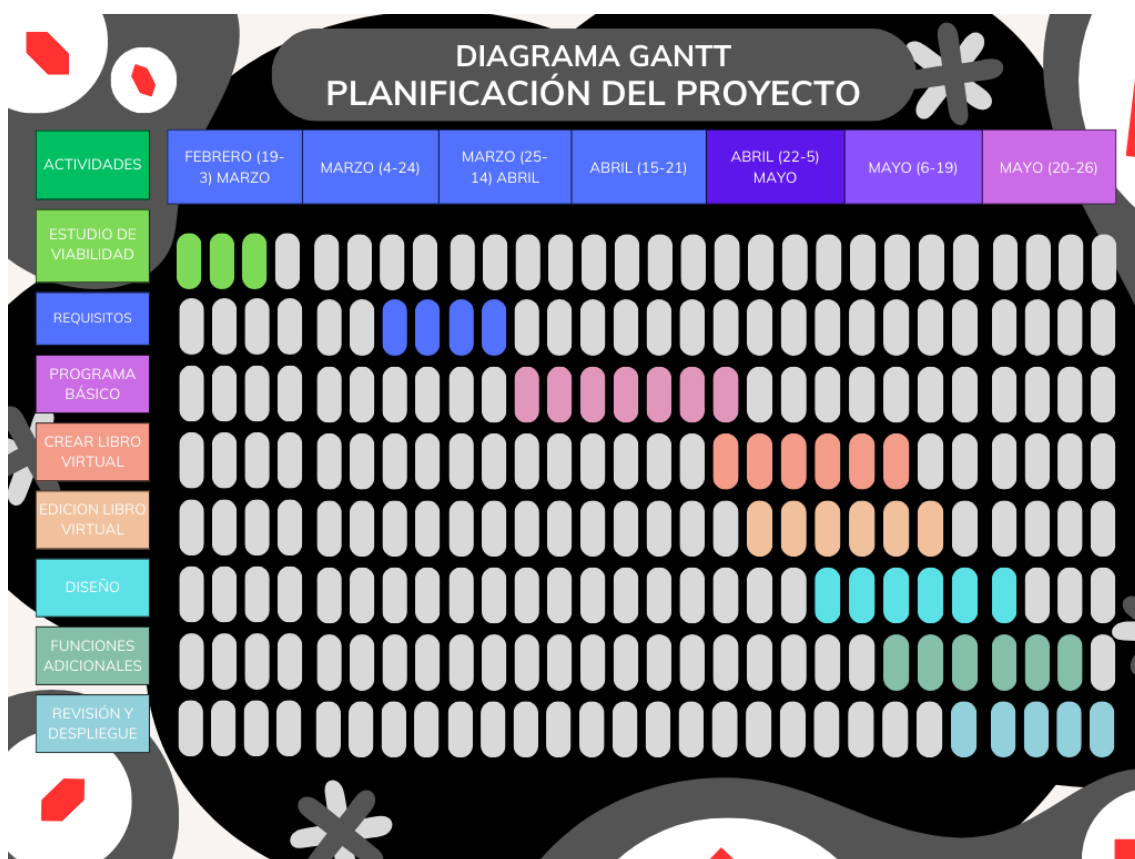 DIAGRAMA GANTT
PLANIFICACIÓN DEL PROYECTO
ACTIVIDADES
FEBRERO (19-
3) MARZO
MARZO (4-24)
MARZO (25-
14) ABRIL
ABRIL (15-21)
ABRIL (22-5)
MAYO
MAYO (6-19)
MAYO (20-26)
ESTUDIO DE
VIABILIDAD
REQUISITOS
PROGRAMA
BÁSICO
CREAR LIBRO
VIRTUAL
EDICION LIBRO
VIRTUAL
DISEÑO
FUNCIONES
ADICIONALES
REVISIÓN Y
DESPLIEGUE